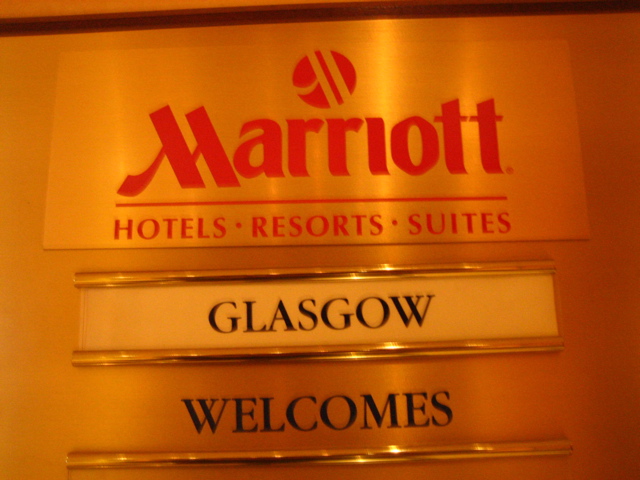 Marriott
HOTELS · RESORTS · SUITES
GLASGOW
WELCOMES